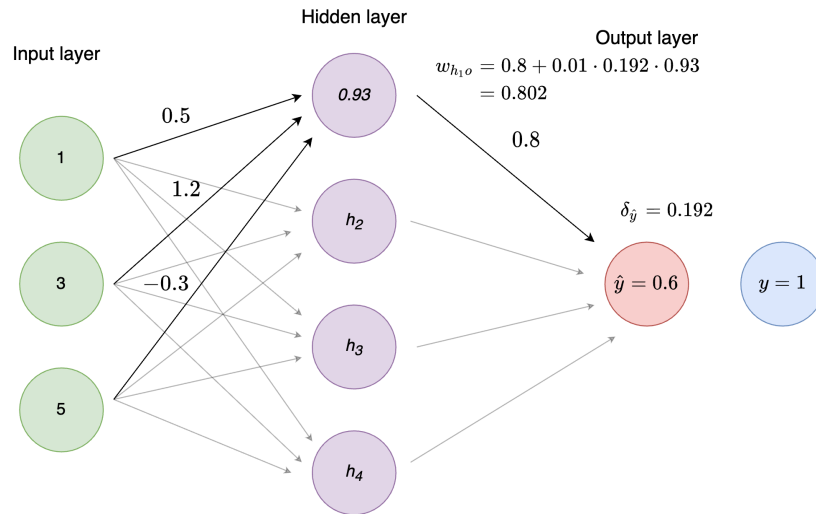 Hidden layer
Input layer
Output layer
w_{h_1 o} = 0.8 + 0.01 · 0.192 · 0.93
= 0.802
0.93
0.5
0.8
1
1.2
h_2
δ_ŷ = 0.192
3
−0.3
ŷ = 0.6
y = 1
h_3
5
h_4